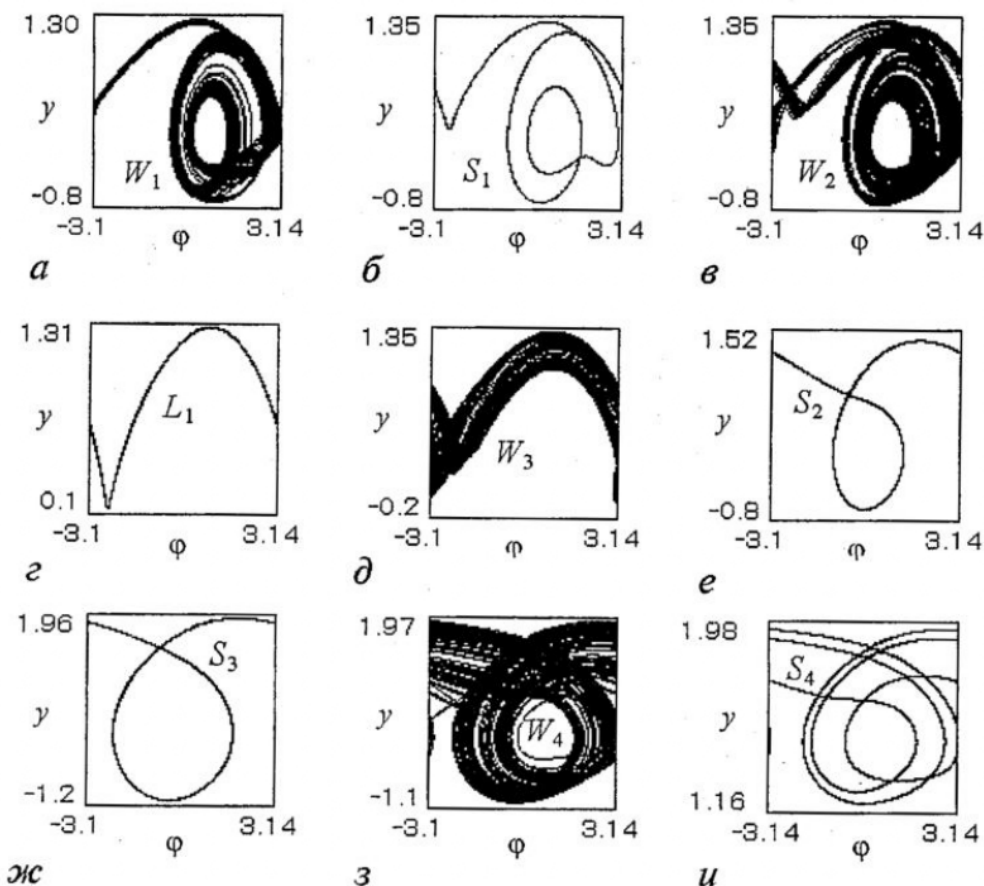 1.30
y
W₁
-0.8
-3.1
φ
3.14
а
1.35
y
S₁
-0.8
-3.1
φ
3.14
б
1.35
y
W₂
-0.8
-3.1
φ
3.14
в
1.31
y
L₁
0.1
-3.1
φ
3.14
г
1.35
y
W₃
-0.2
-3.1
φ
3.14
д
1.52
y
S₂
-0.8
-3.1
φ
3.14
е
1.96
y
S₃
-1.2
-3.1
φ
3.14
ж
1.97
y
W₄
-1.1
-3.1
φ
3.14
з
1.98
y
S₄
1.16
-3.14
φ
3.14
и